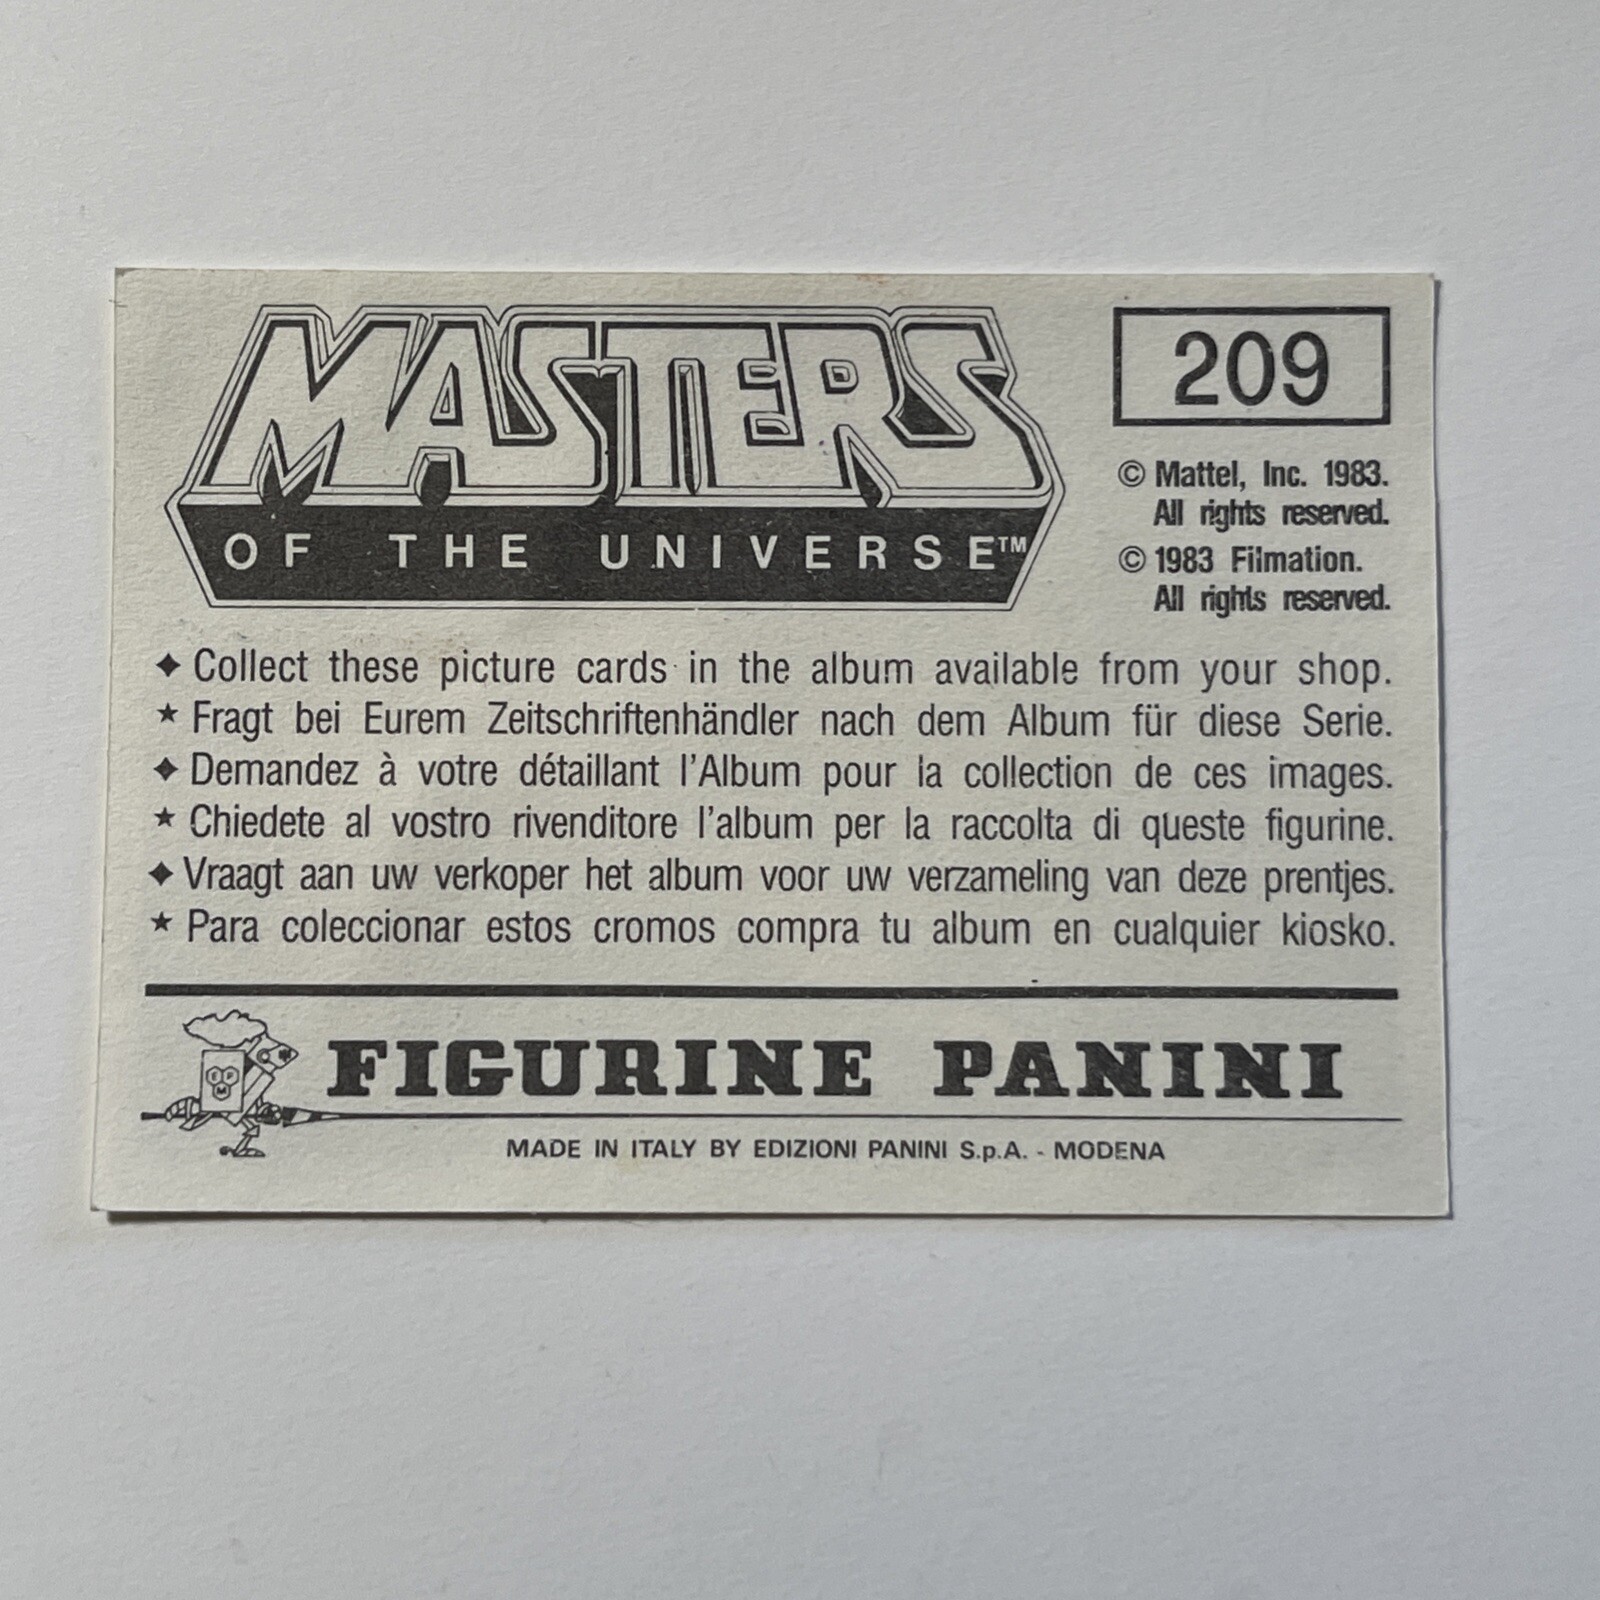 MASTERS
OF THE UNIVERSE™
209
© Mattel, Inc. 1983.
All rights reserved.
© 1983 Filmation.
All rights reserved.
◆ Collect these picture cards in the album available from your shop.
★ Fragt bei Eurem Zeitschriftenhändler nach dem Album für diese Serie.
◆ Demandez à votre détaillant l'Album pour la collection de ces images.
★ Chiedete al vostro rivenditore l'album per la raccolta di queste figurine.
◆ Vraagt aan uw verkoper het album voor uw verzameling van deze prentjes.
★ Para coleccionar estos cromos compra tu album en cualquier kiosko.
FIGURINE PANINI
MADE IN ITALY BY EDIZIONI PANINI S.p.A. - MODENA